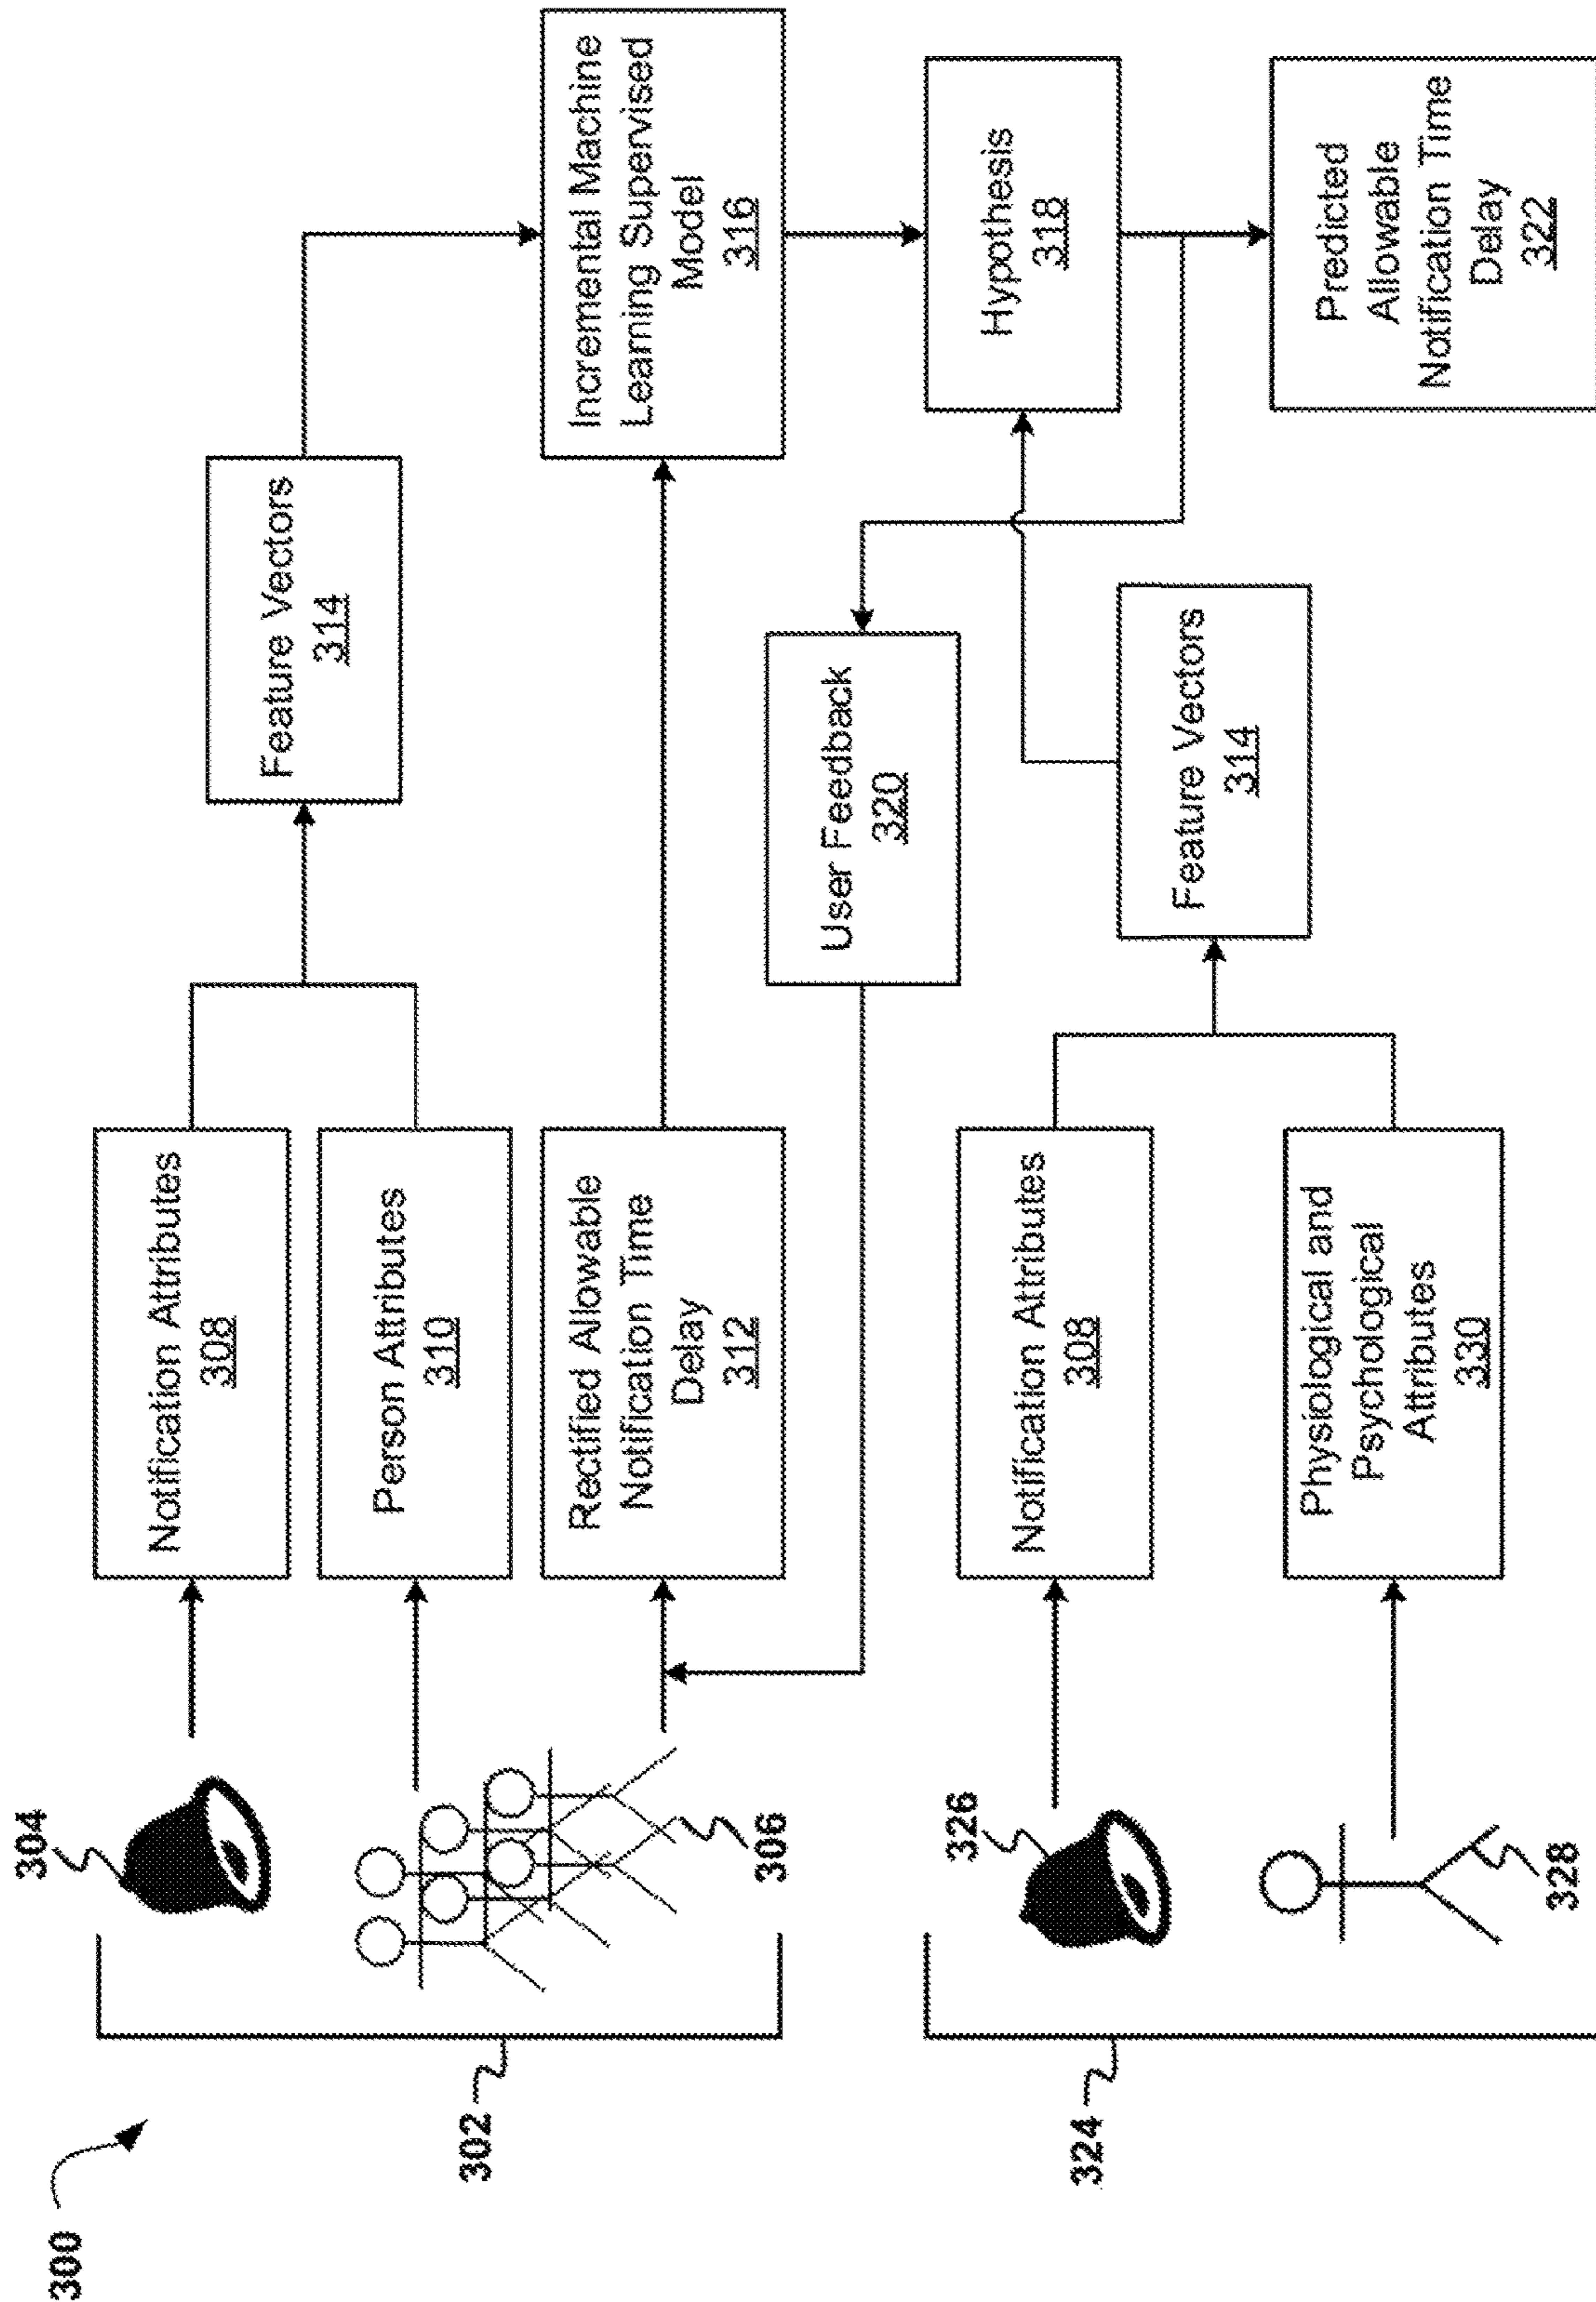 300
302
304
306
Notification Attributes
308
Person Attributes
310
Rectified Allowable
Notification Time
Delay
312
Feature Vectors
314
Incremental Machine
Learning Supervised
Model
316
User Feedback
320
Hypothesis
318
Predicted
Allowable
Notification Time
Delay
322
324
326
328
Notification Attributes
308
Physiological and
Psychological
Attributes
330
Feature Vectors
314